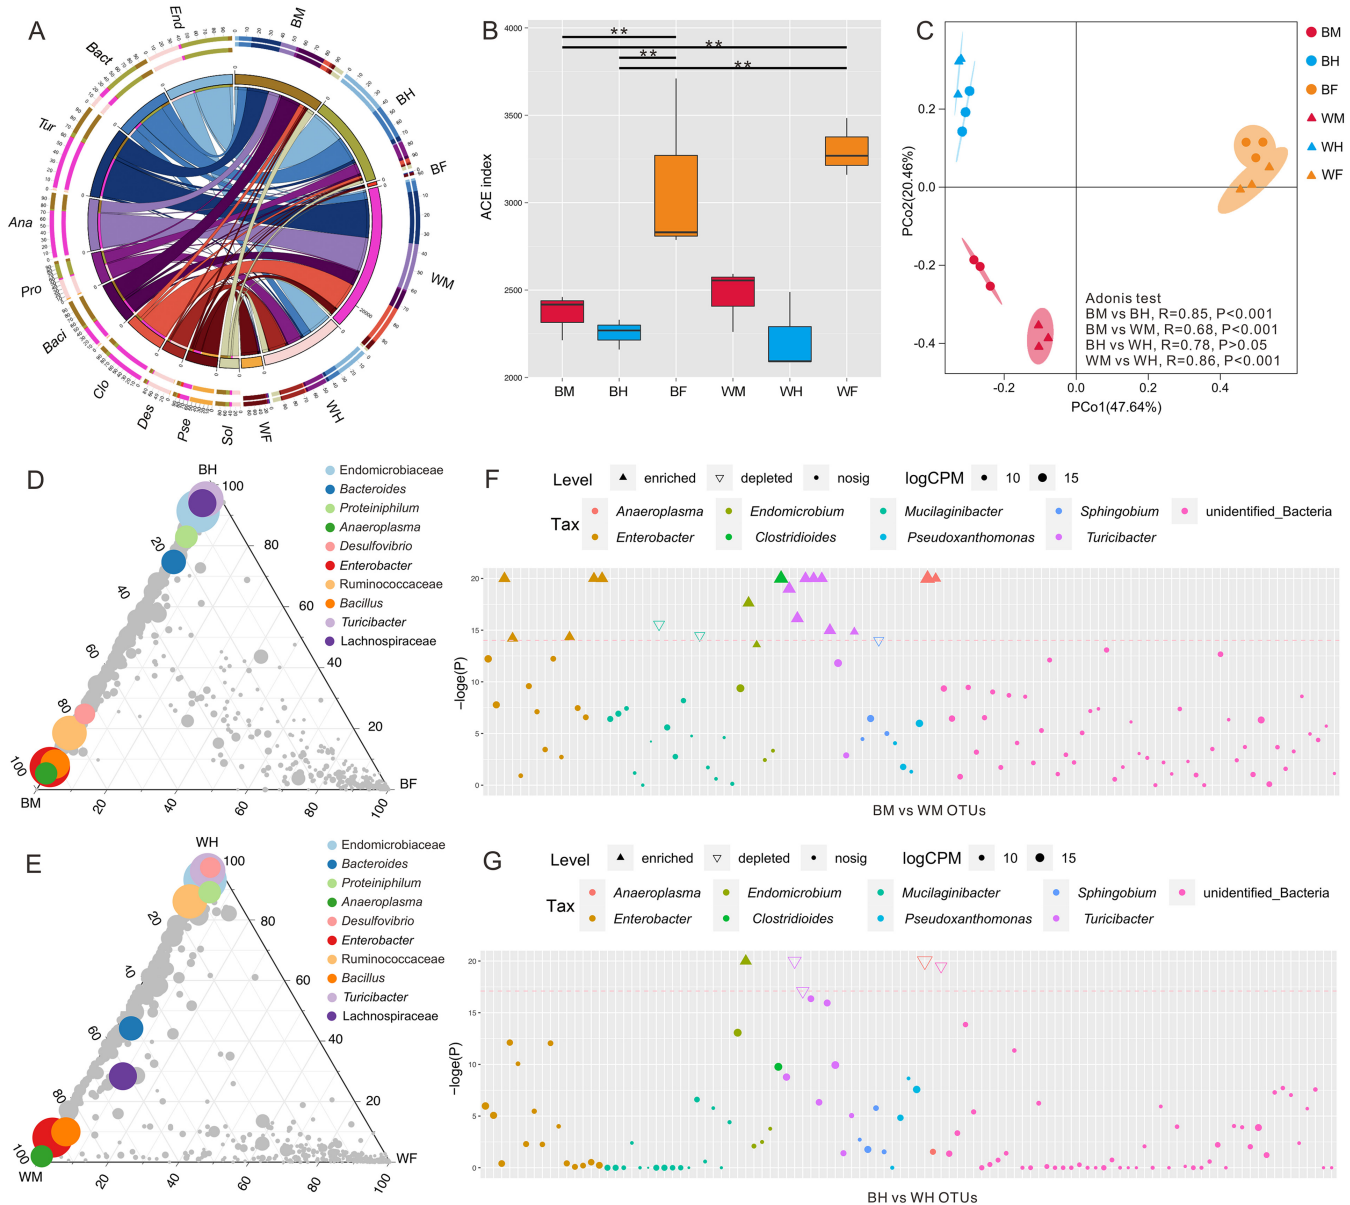 A
End
BM
Bact
BH
Tur
BF
Ana
WM
Pro
Baci
Clo
Des
Pse
Sol
WF
WH
B
4000
3500
3000
2500
2000
ACE index
**
**
**
**
BM
BH
BF
WM
WH
WF
C
0.2
0.0
-0.2
-0.4
PCo2(20.46%)
-0.2
0.0
0.2
0.4
PCo1(47.64%)
Adonis test
BM vs BH, R=0.85, P<0.001
BM vs WM, R=0.68, P<0.001
BH vs WH, R=0.78, P>0.05
WM vs WH, R=0.86, P<0.001
BM
BH
BF
WM
WH
WF
D
BH
100
80
60
40
20
BF
20
40
60
80
100
BM
20
40
60
80
100
Endomicrobiaceae
Bacteroides
Proteiniphilum
Anaeroplasma
Desulfovibrio
Enterobacter
Ruminococcaceae
Bacillus
Turicibacter
Lachnospiraceae
E
WH
100
80
60
40
20
WF
20
40
60
80
100
WM
20
40
60
80
100
Endomicrobiaceae
Bacteroides
Proteiniphilum
Anaeroplasma
Desulfovibrio
Enterobacter
Ruminococcaceae
Bacillus
Turicibacter
Lachnospiraceae
F
Level enriched depleted nosig logCPM 10 15
Tax Anaeroplasma Endomicrobium Mucilaginibacter Sphingobium unidentified_Bacteria
Enterobacter Clostridioides Pseudoxanthomonas Turicibacter
20
15
10
5
0
−loge(P)
BM vs WM OTUs
G
Level enriched depleted nosig logCPM 10 15
Tax Anaeroplasma Endomicrobium Mucilaginibacter Sphingobium unidentified_Bacteria
Enterobacter Clostridioides Pseudoxanthomonas Turicibacter
20
15
10
5
0
−loge(P)
BH vs WH OTUs